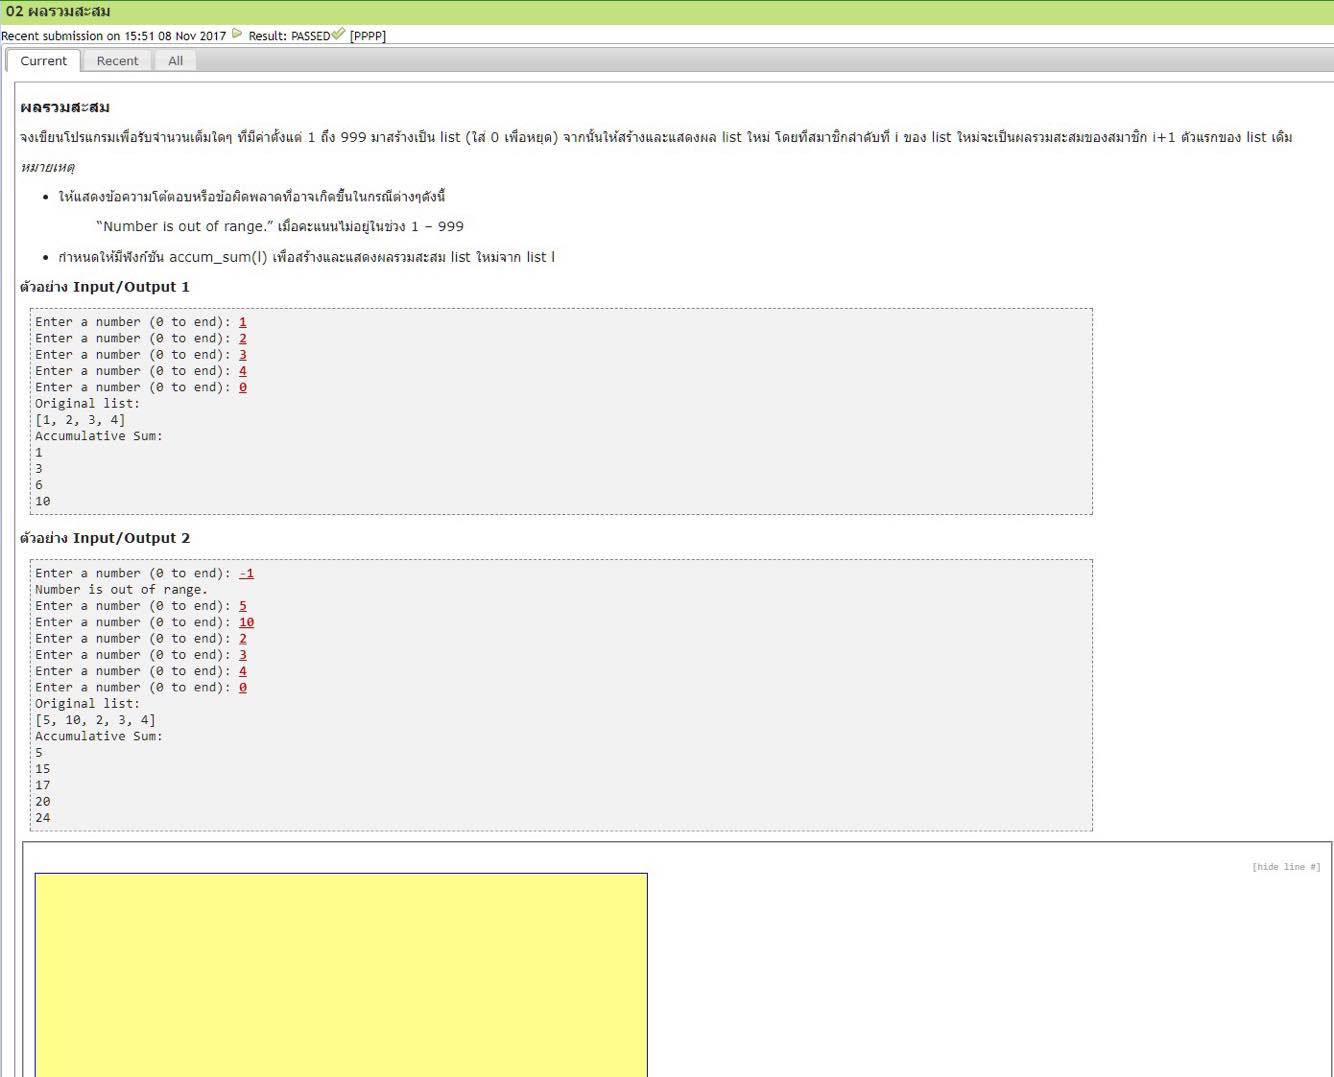 02 ผลรวมสะสม
Recent submission on 15:51 08 Nov 2017 Result: PASSED [PPPP]
Current Recent All
ผลรวมสะสม
จงเขียนโปรแกรมเพื่อรับจำนวนเต็มใดๆ ที่มีค่าตั้งแต่ 1 ถึง 999 มาสร้างเป็น list (ใส่ 0 เพื่อหยุด) จากนั้นให้สร้างและแสดงผล list ใหม่ โดยที่สมาชิกลำดับที่ i ของ list ใหม่จะเป็นผลรวมสะสมของสมาชิก i+1 ตัวแรกของ list เดิม
หมายเหตุ
• ให้แสดงข้อความโต้ตอบหรือข้อผิดพลาดที่อาจเกิดขึ้นในกรณีต่างๆดังนี้
“Number is out of range.” เมื่อคะแนนไม่อยู่ในช่วง 1 – 999
• กำหนดให้มีฟังก์ชัน accum_sum(l) เพื่อสร้างและแสดงผลรวมสะสม list ใหม่จาก list l
ตัวอย่าง Input/Output 1
Enter a number (0 to end): 1
Enter a number (0 to end): 2
Enter a number (0 to end): 3
Enter a number (0 to end): 4
Enter a number (0 to end): 0
Original list:
[1, 2, 3, 4]
Accumulative Sum:
1
3
6
10
ตัวอย่าง Input/Output 2
Enter a number (0 to end): -1
Number is out of range.
Enter a number (0 to end): 5
Enter a number (0 to end): 10
Enter a number (0 to end): 2
Enter a number (0 to end): 3
Enter a number (0 to end): 4
Enter a number (0 to end): 0
Original list:
[5, 10, 2, 3, 4]
Accumulative Sum:
5
15
17
20
24
[hide line #]